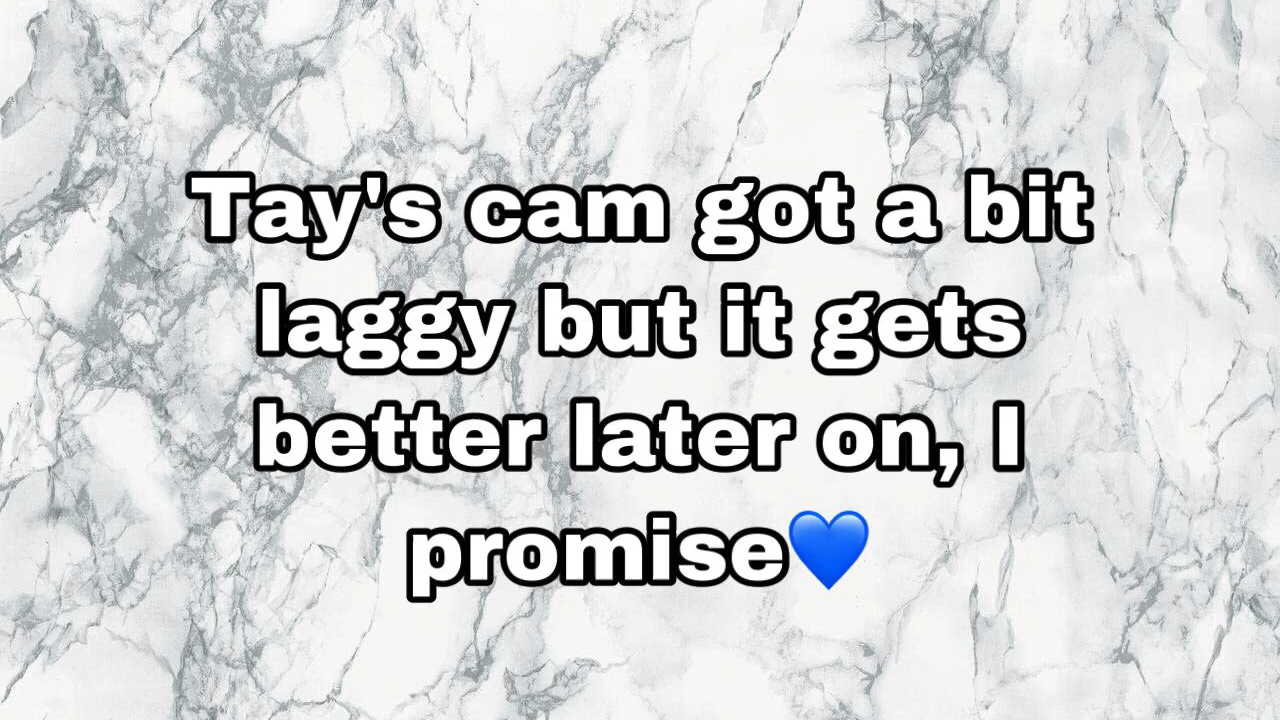 Tay's cam got a bit
laggy but it gets
better later on, I
promise💙